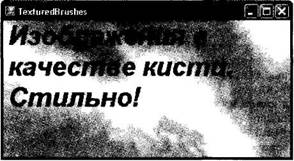 TexturedBrushes
Изображения в
качестве кисти.
Стильно!